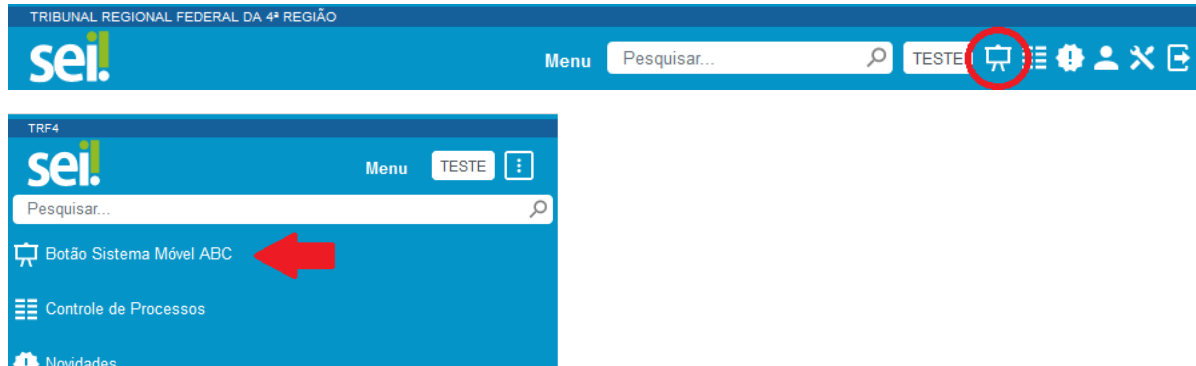 TRIBUNAL REGIONAL FEDERAL DA 4ª REGIÃO
sei! Menu Pesquisar... TESTE
TRF4
sei! Menu TESTE
Pesquisar...
Botão Sistema Móvel ABC
Controle de Processos
Novidades